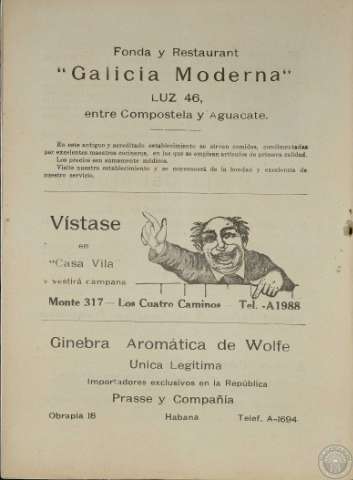 Fonda y Restaurant
"Galicia Moderna"
LUZ 46,
entre Compostela y Aguacate.
En este antiguo y acreditado establecimiento se sirven comidas, condimentadas
por excelentes maestros cocineros, en los que se emplean artículos de primera calidad.
Los precios son sumamente módicos.
Visite nuestro establecimiento y se convencerá de la bondad y excelencia de
nuestro servicio.
Vístase
en
"Casa Vila
y vestirá campana
Monte 317 — Los Cuatro Caminos — Tel. -A1988
Ginebra Aromática de Wolfe
Unica Legítima
Importadores exclusivos en la República
Prasse y Compañía
Obrapía 18 Habana Telef. A-1694